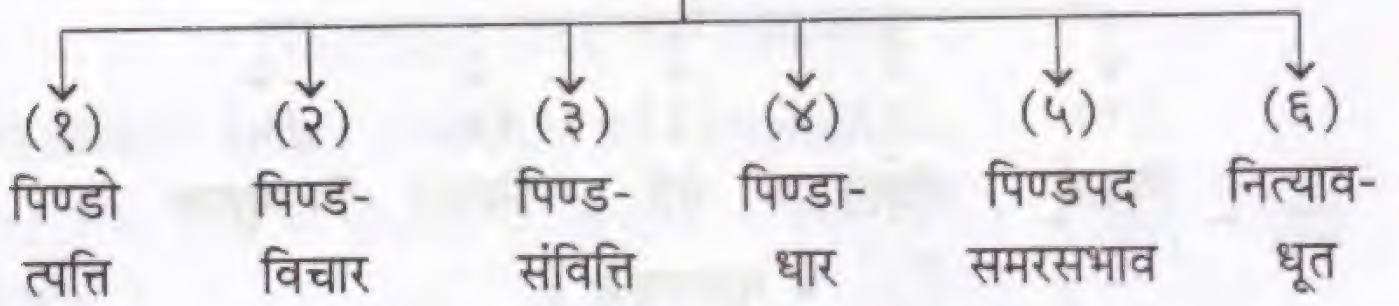 (१) (२) (३) (४) (५) (६)
पिण्डो पिण्ड- पिण्ड- पिण्डा- पिण्डपद नित्याव-
त्पत्ति विचार संवित्ति धार समरसभाव धूत